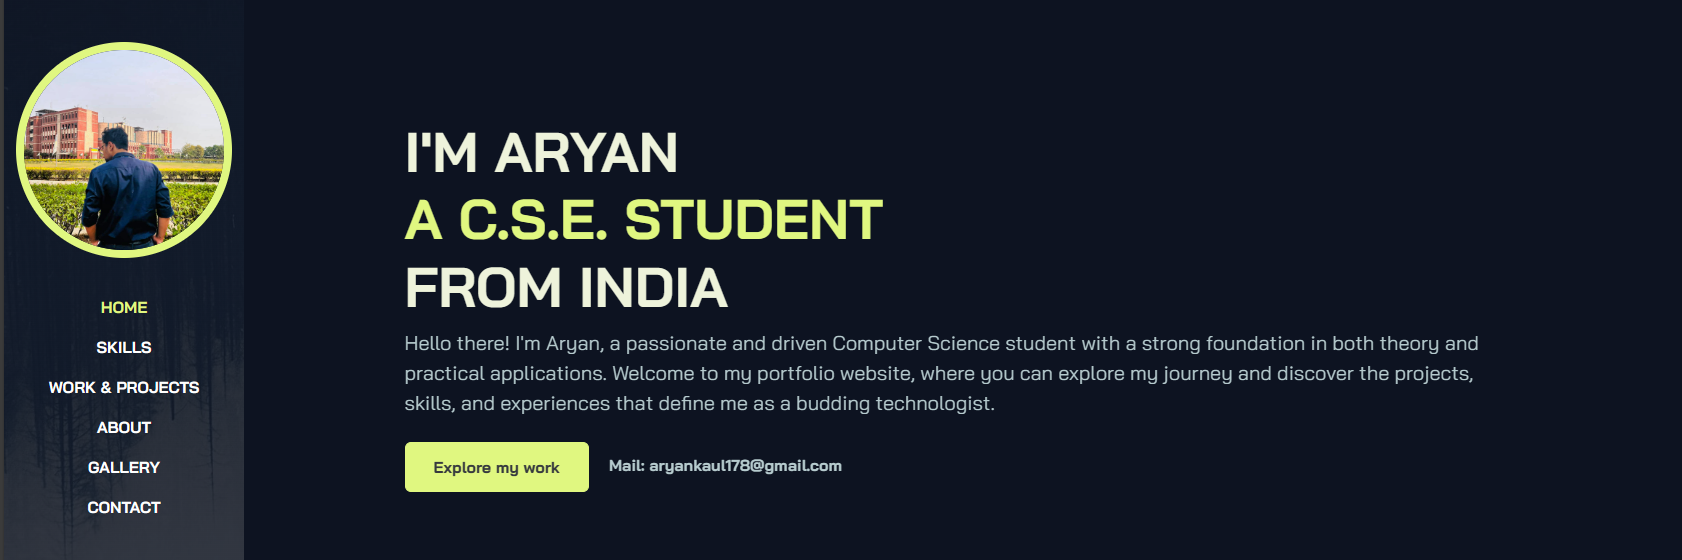 HOME
SKILLS
WORK & PROJECTS
ABOUT
GALLERY
CONTACT
I'M ARYAN
A C.S.E. STUDENT
FROM INDIA
Hello there! I'm Aryan, a passionate and driven Computer Science student with a strong foundation in both theory and
practical applications. Welcome to my portfolio website, where you can explore my journey and discover the projects,
skills, and experiences that define me as a budding technologist.
Explore my work
Mail: aryankaul178@gmail.com